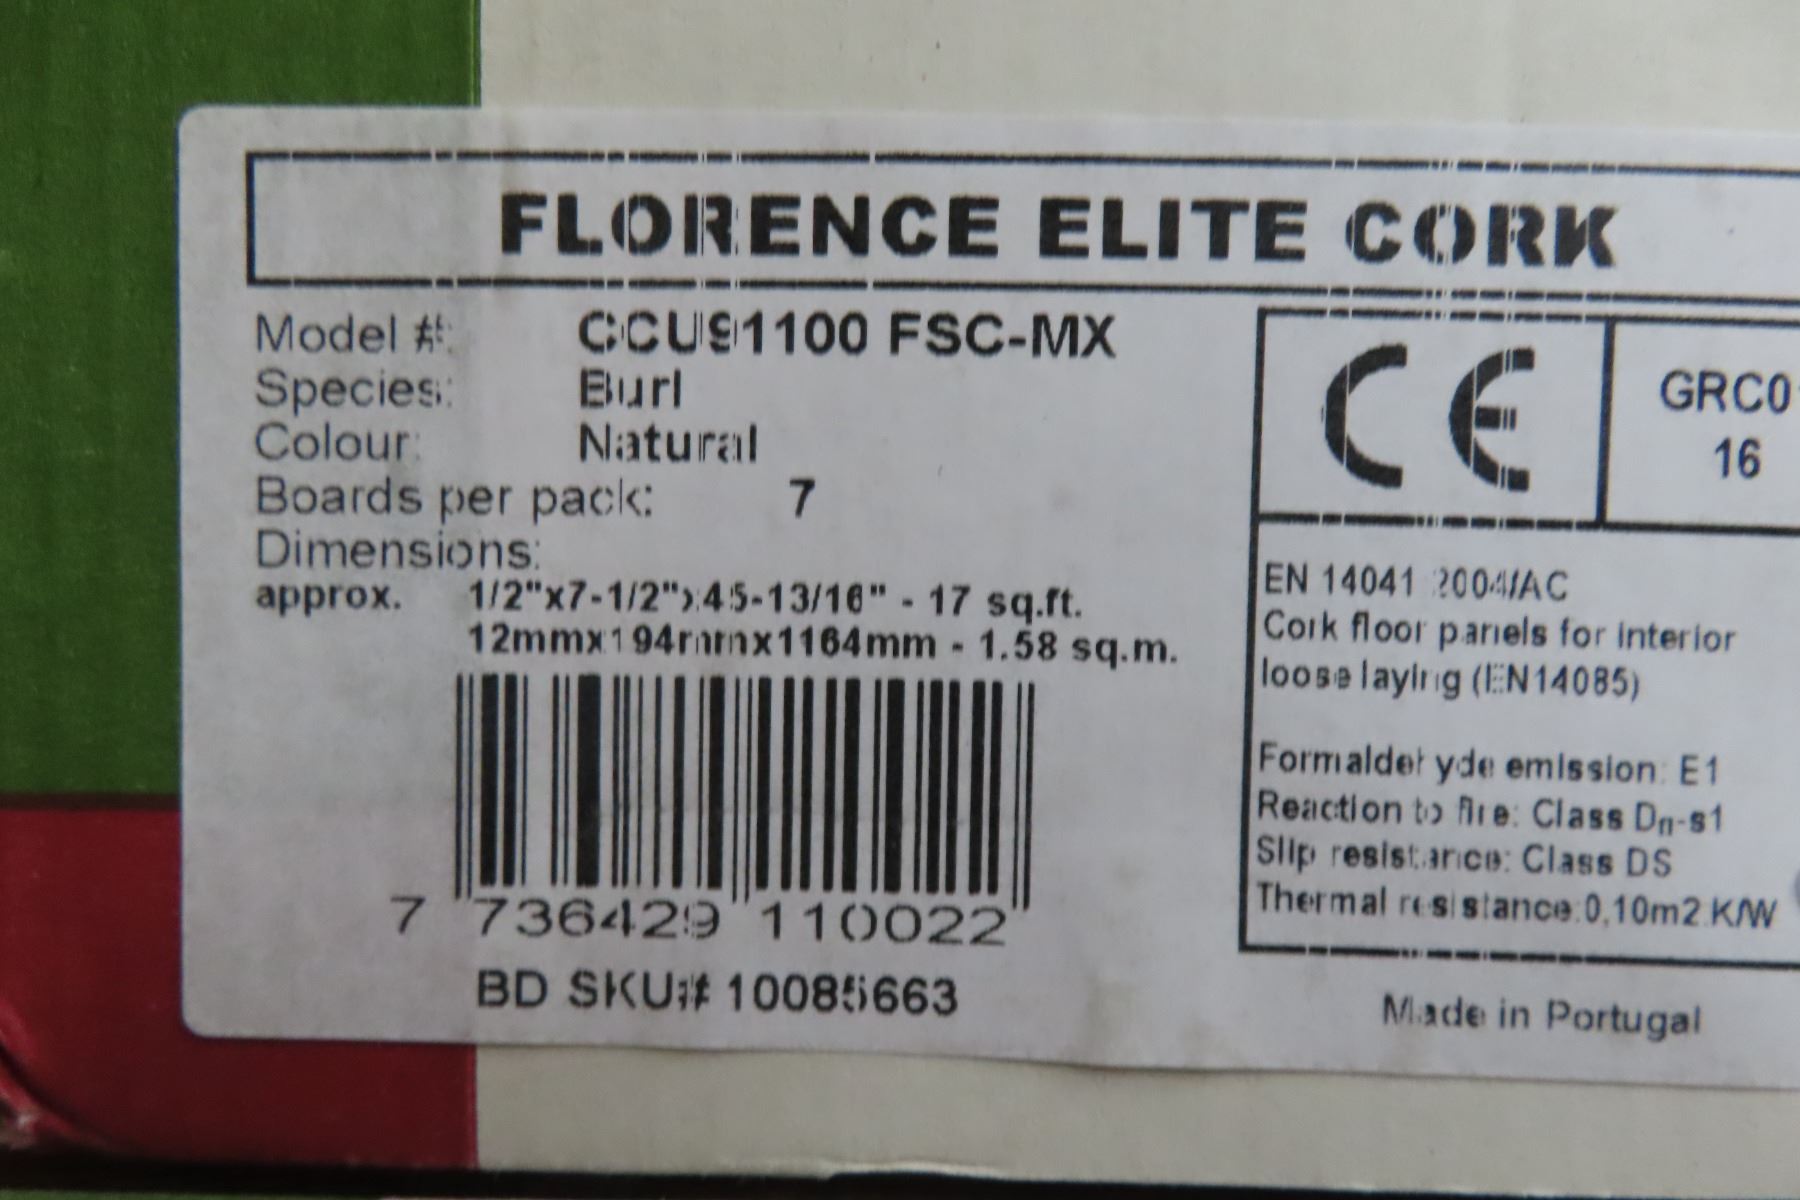 FLORENCE ELITE CORK
Model #: CCU91100 FSC-MX
Species: Burl
Colour: Natural
Boards per pack: 7
Dimensions:
approx. 1/2"x7-1/2"x45-13/16" - 17 sq.ft.
12mmx194mmx1164mm - 1.58 sq.m.
7 736429 110022
BD SKU# 10085663
CE
16
EN 14041:2004/AC
Cork floor panels for interior
loose laying (EN14085)
Formaldehyde emission: E1
Reaction to fire: Class Dfl-s1
Slip resistance: Class DS
Thermal resistance:0,10m2.K/W
Made in Portugal